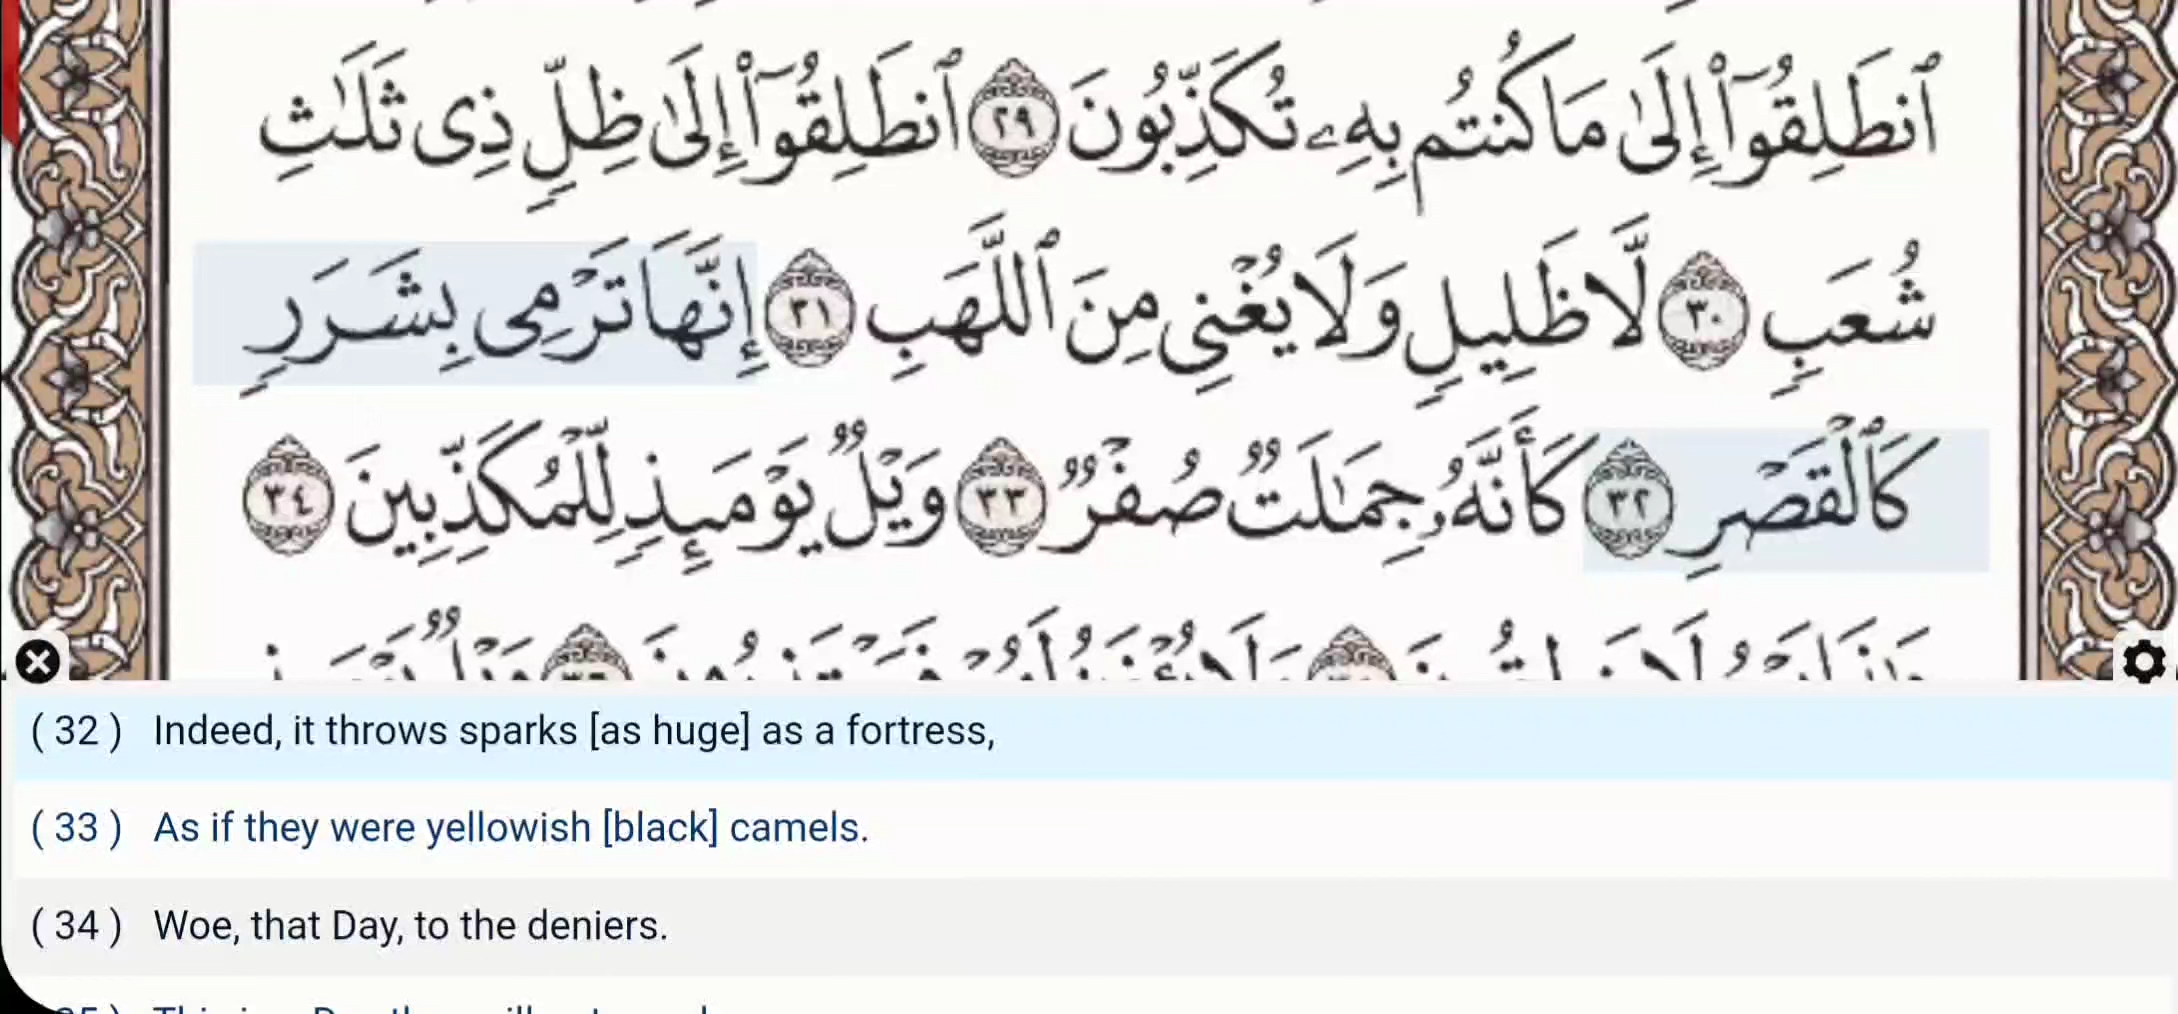 ٱنطَلِقُوٓا۟ إِلَىٰ مَا كُنتُم بِهِۦ تُكَذِّبُونَ ٢٩ ٱنطَلِقُوٓا۟ إِلَىٰ ظِلٍّ ذِى ثَلَٰثِ
شُعَبٍ ٣٠ لَّا ظَلِيلٍ وَلَا يُغْنِى مِنَ ٱللَّهَبِ ٣١ إِنَّهَا تَرْمِى بِشَرَرٍ
كَٱلْقَصْرِ ٣٢ كَأَنَّهُۥ جِمَٰلَتٌ صُفْرٌ ٣٣ وَيْلٌ يَوْمَئِذٍ لِّلْمُكَذِّبِينَ ٣٤
( 32 ) Indeed, it throws sparks [as huge] as a fortress,
( 33 ) As if they were yellowish [black] camels.
( 34 ) Woe, that Day, to the deniers.